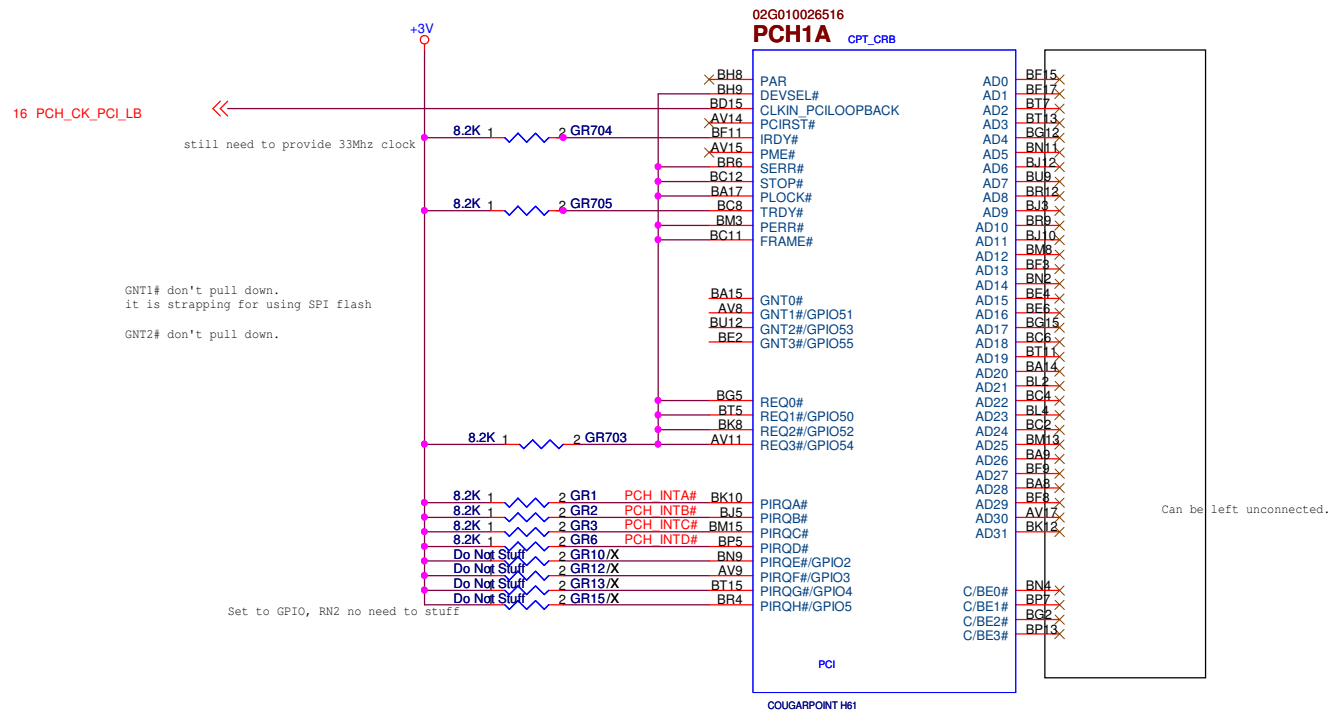 02G010026516
PCH1A CPT_CRB
+3V
16 PCH_CK_PCI_LB
still need to provide 33Mhz clock
GNT1# don't pull down.
it is strapping for using SPI flash
GNT2# don't pull down.
Set to GPIO, RN2 no need to stuff
8.2K 1 2 GR704
8.2K 1 2 GR705
8.2K 1 2 GR703
8.2K 1 2 GR1 PCH_INTA#
8.2K 1 2 GR2 PCH_INTB#
8.2K 1 2 GR3 PCH_INTC#
8.2K 1 2 GR6 PCH_INTD#
Do Not Stuff 1 2 GR10/X
Do Not Stuff 1 2 GR12/X
Do Not Stuff 1 2 GR13/X
Do Not Stuff 1 2 GR15/X
BH8 PAR
BH9 DEVSEL#
BD15 CLKIN_PCILOOPBACK
AV14 PCIRST#
BF11 IRDY#
AV15 PME#
BR6 SERR#
BC12 STOP#
BA17 PLOCK#
BC8 TRDY#
BM3 PERR#
BC11 FRAME#
BA15 GNT0#
AV8 GNT1#/GPIO51
BU12 GNT2#/GPIO53
BE2 GNT3#/GPIO55
BG5 REQ0#
BT5 REQ1#/GPIO50
BK8 REQ2#/GPIO52
AV11 REQ3#/GPIO54
BK10 PIRQA#
BJ5 PIRQB#
BM15 PIRQC#
BP5 PIRQD#
BN9 PIRQE#/GPIO2
AV9 PIRQF#/GPIO3
BT15 PIRQG#/GPIO4
BR4 PIRQH#/GPIO5
AD0 BF15
AD1 BF17
AD2 BT7
AD3 BT13
AD4 BG12
AD5 BN11
AD6 BJ12
AD7 BU9
AD8 BR12
AD9 BJ3
AD10 BR9
AD11 BJ10
AD12 BM8
AD13 BF3
AD14 BN2
AD15 BE4
AD16 BE6
AD17 BG15
AD18 BC6
AD19 BT11
AD20 BA14
AD21 BL2
AD22 BC4
AD23 BL4
AD24 BC2
AD25 BM13
AD26 BA9
AD27 BF9
AD28 BA8
AD29 BF8
AD30 AV17
AD31 BK12
C/BE0# BN4
C/BE1# BP7
C/BE2# BG2
C/BE3# BP13
Can be left unconnected.
PCI
COUGARPOINT H61